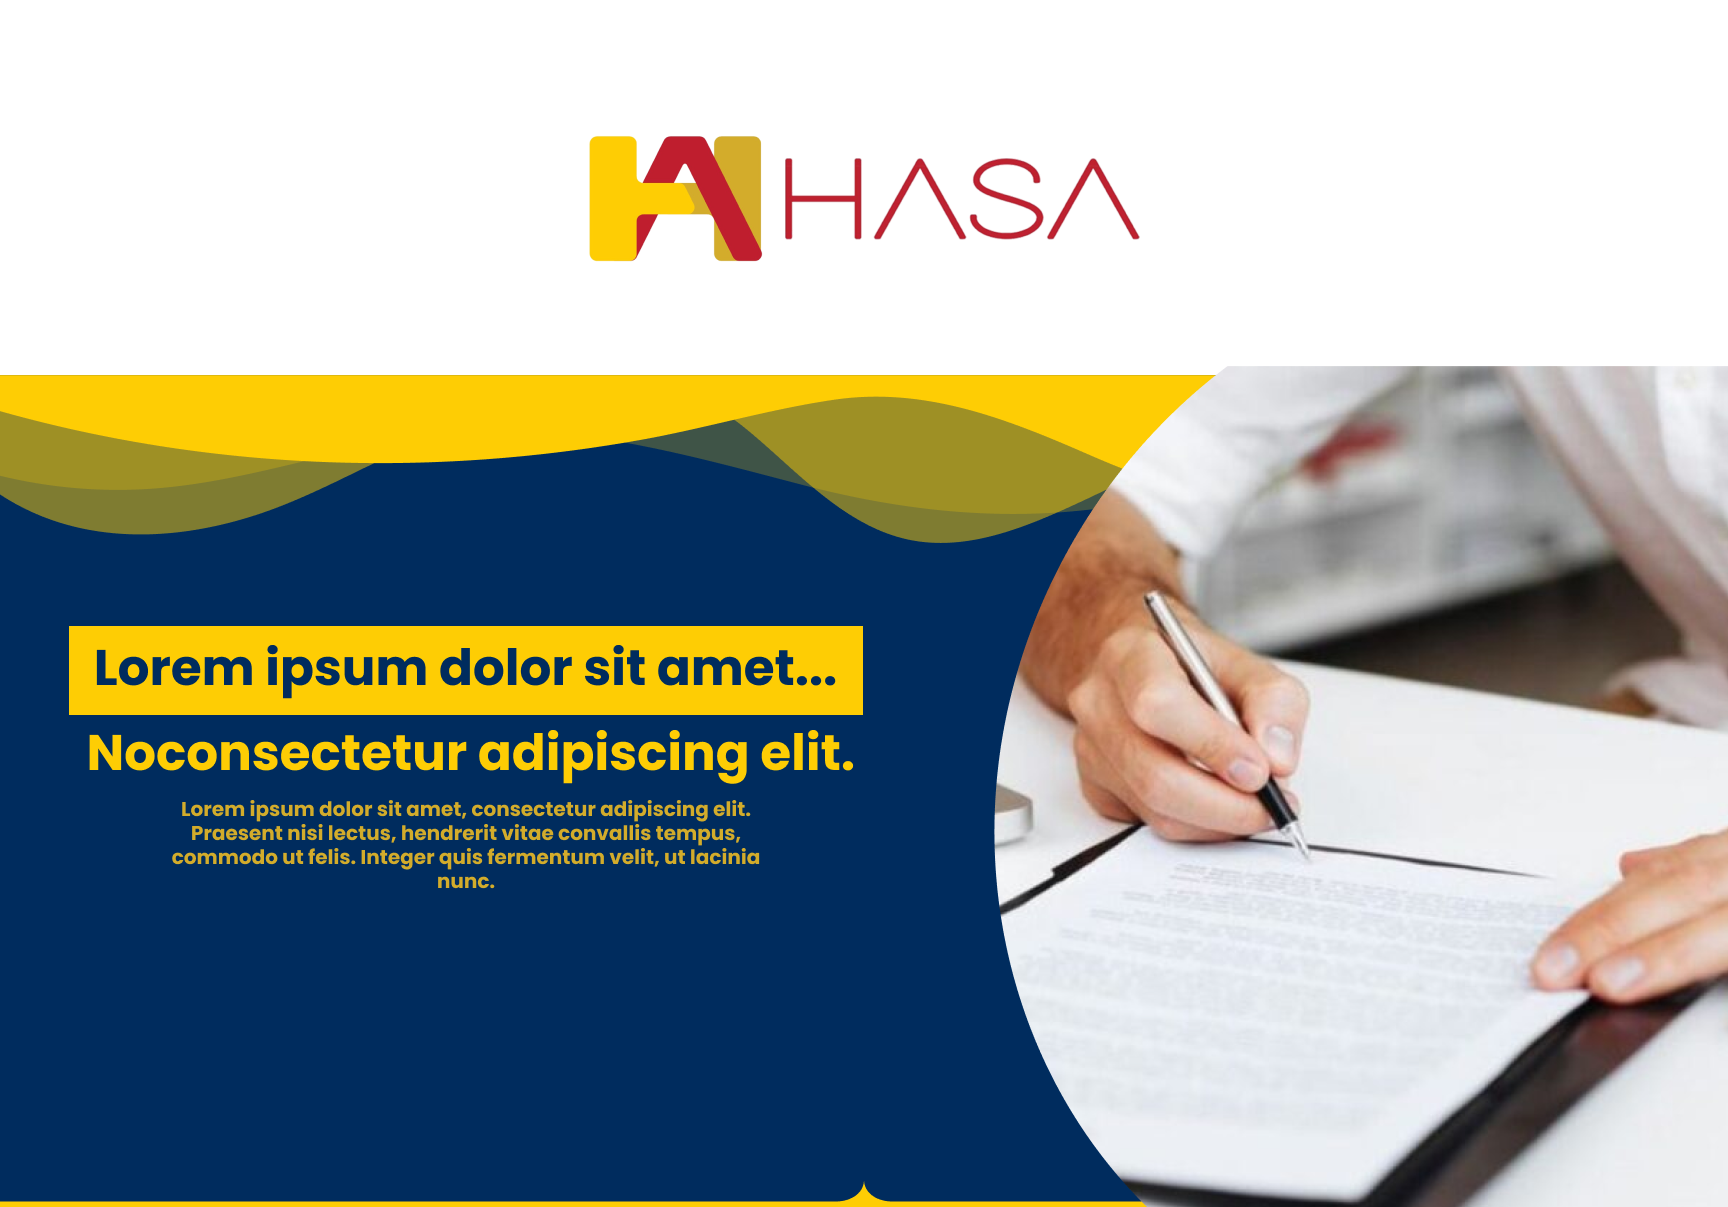 HASA
Lorem ipsum dolor sit amet...
Noconsectetur adipiscing elit.
Lorem ipsum dolor sit amet, consectetur adipiscing elit.
Praesent nisi lectus, hendrerit vitae convallis tempus,
commodo ut felis. Integer quis fermentum velit, ut lacinia
nunc.